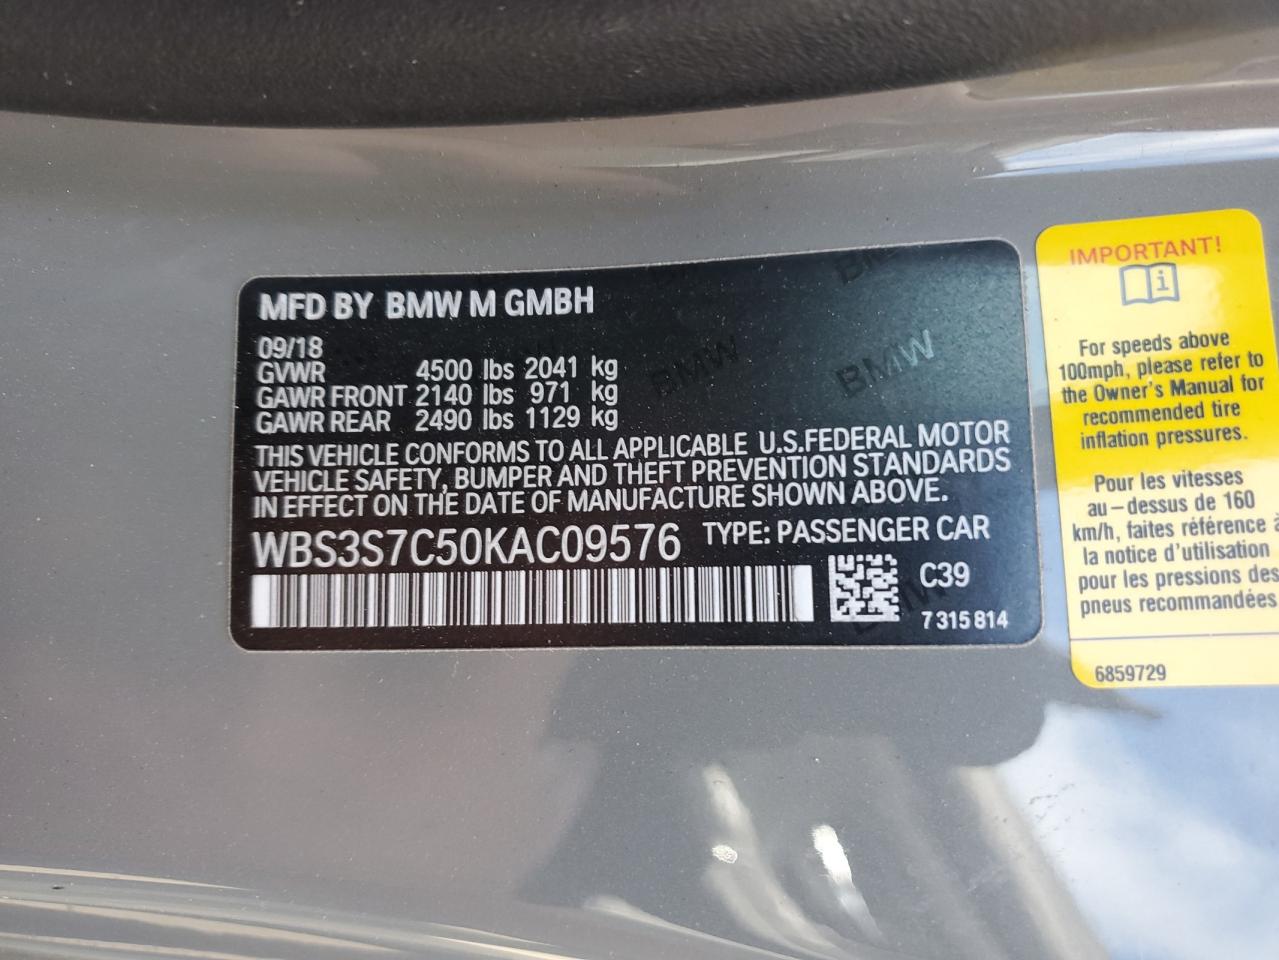 MFD BY BMW M GMBH
09/18
GVWR 4500 lbs 2041 kg
GAWR FRONT 2140 lbs 971 kg
GAWR REAR 2490 lbs 1129 kg
THIS VEHICLE CONFORMS TO ALL APPLICABLE U.S.FEDERAL MOTOR
VEHICLE SAFETY, BUMPER AND THEFT PREVENTION STANDARDS
IN EFFECT ON THE DATE OF MANUFACTURE SHOWN ABOVE.
WBS3S7C50KAC09576 TYPE: PASSENGER CAR
C39
7 315 814
BMW
BMW
IMPORTANT!
i
For speeds above
100mph, please refer to
the Owner's Manual for
recommended tire
inflation pressures.
Pour les vitesses
au-dessus de 160
km/h, faites référence à
la notice d'utilisation
pour les pressions des
pneus recommandées
6859729